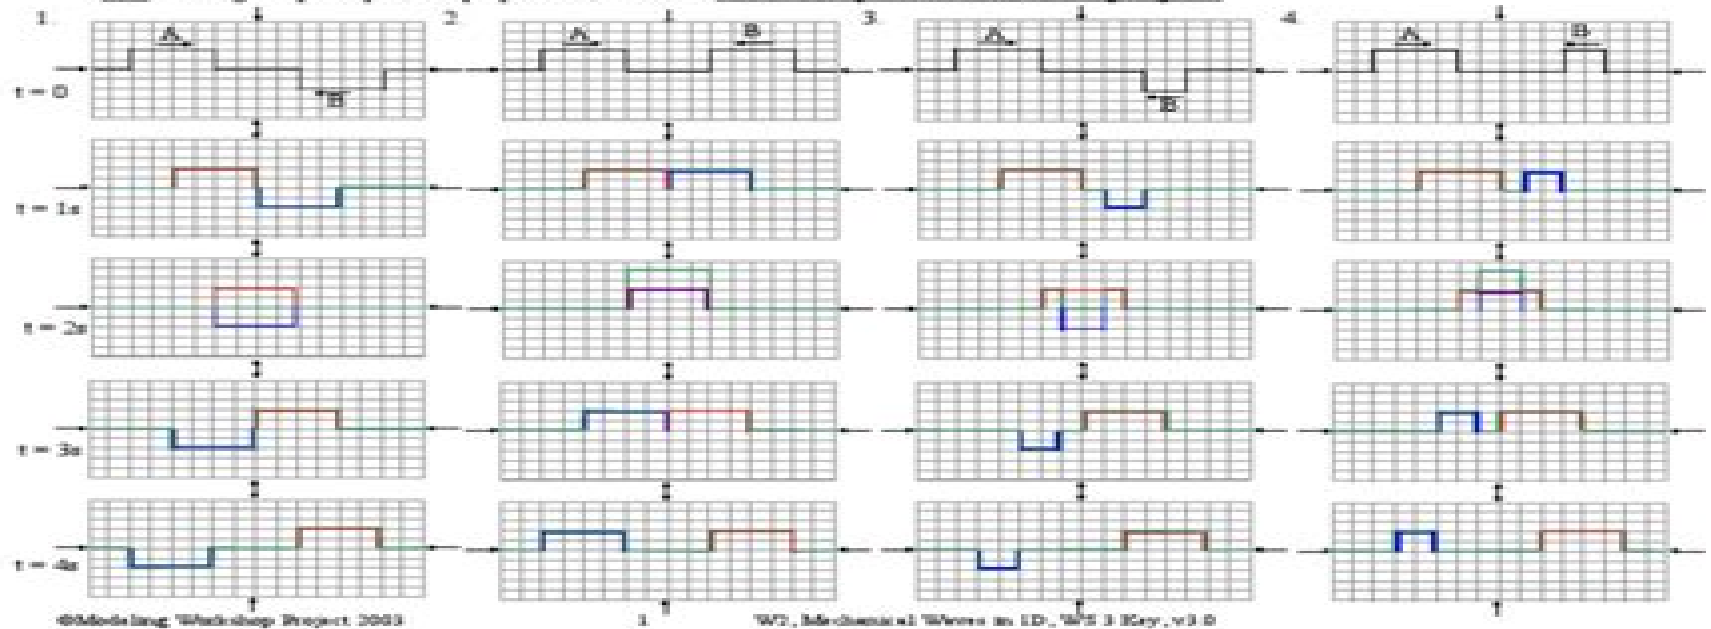 1. 2 3. 4.
A B A B A B A B
t = 0
t = 1s
t = 2s
t = 3s
t = 4s
©Modeling Workshop Project 2003 1 W2, Mechanical Waves in 1D, WS 3 Key, v3.0